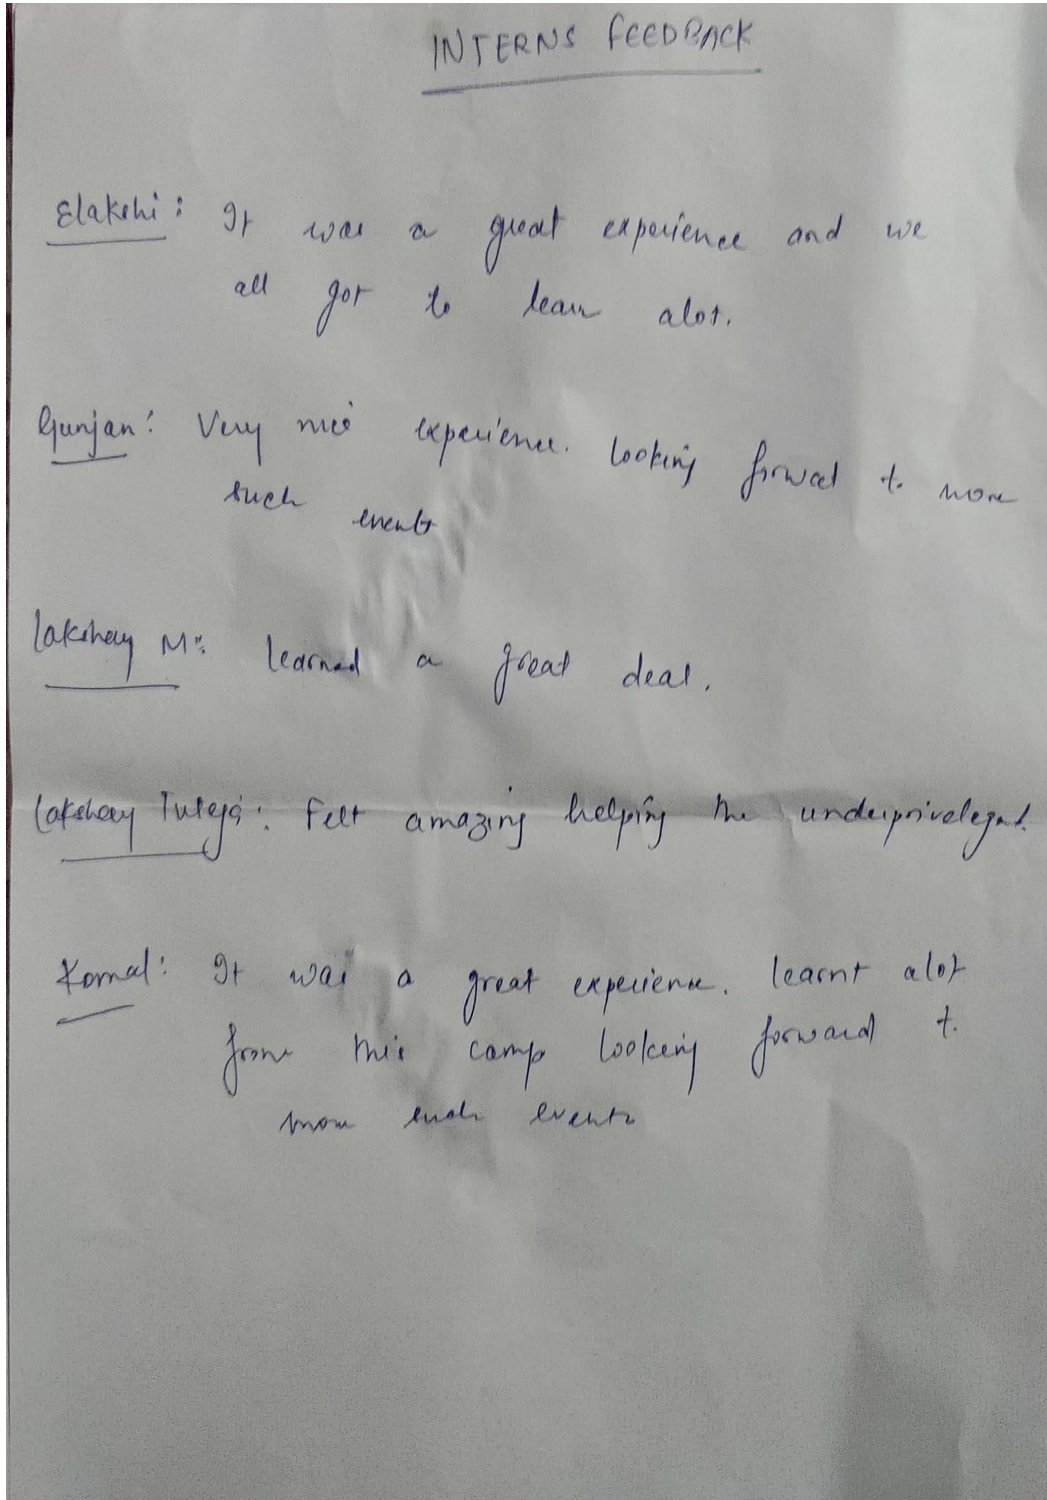 INTERNS FEEDBACK
Elakshi: It was a great experience and we
all got to learn alot.
Gunjan: Very nice experience. Looking forward to more
such events
Lakshay M: Learned a great deal.
Lakshay Tuteja: Felt amazing helping the underpriveleged.
Komal: It was a great experience. Learnt alot
from this camp looking forward to
more such events